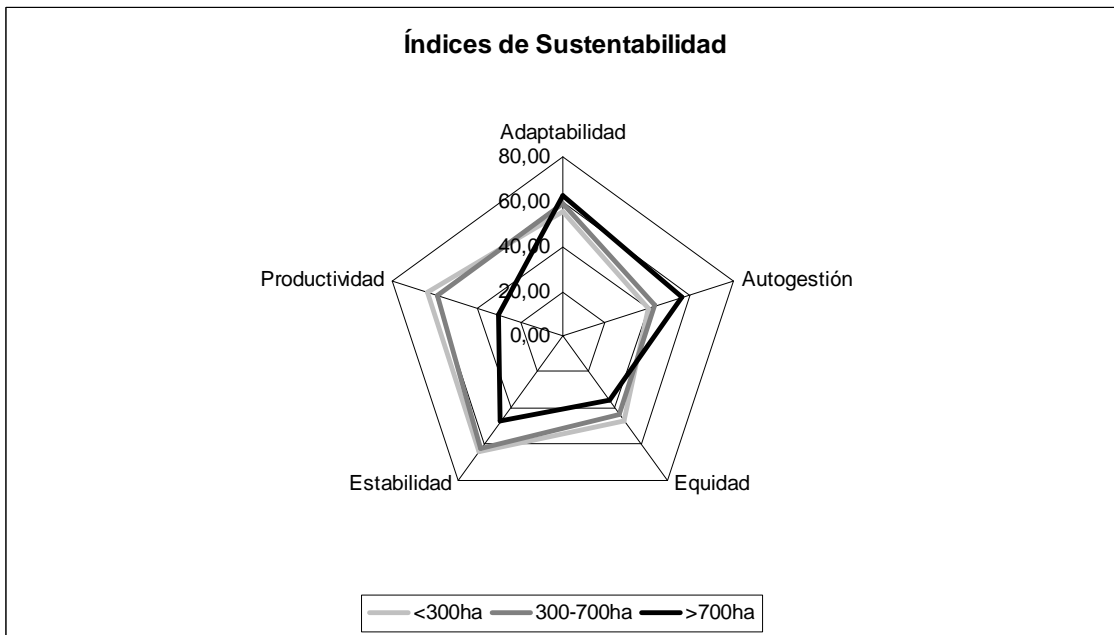 Índices de Sustentabilidad
Adaptabilidad
80,00
60,00
40,00
20,00
0,00
Productividad
Autogestión
Estabilidad
Equidad
<300ha 300-700ha >700ha